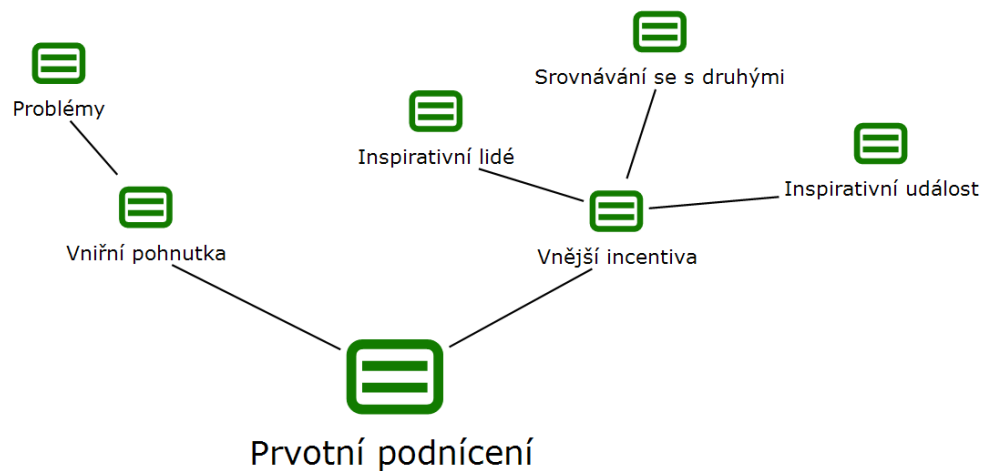 Srovnávání se s druhými
Problémy
Inspirativní lidé
Inspirativní událost
Vniřní pohnutka
Vnější incentiva
Prvotní podnícení